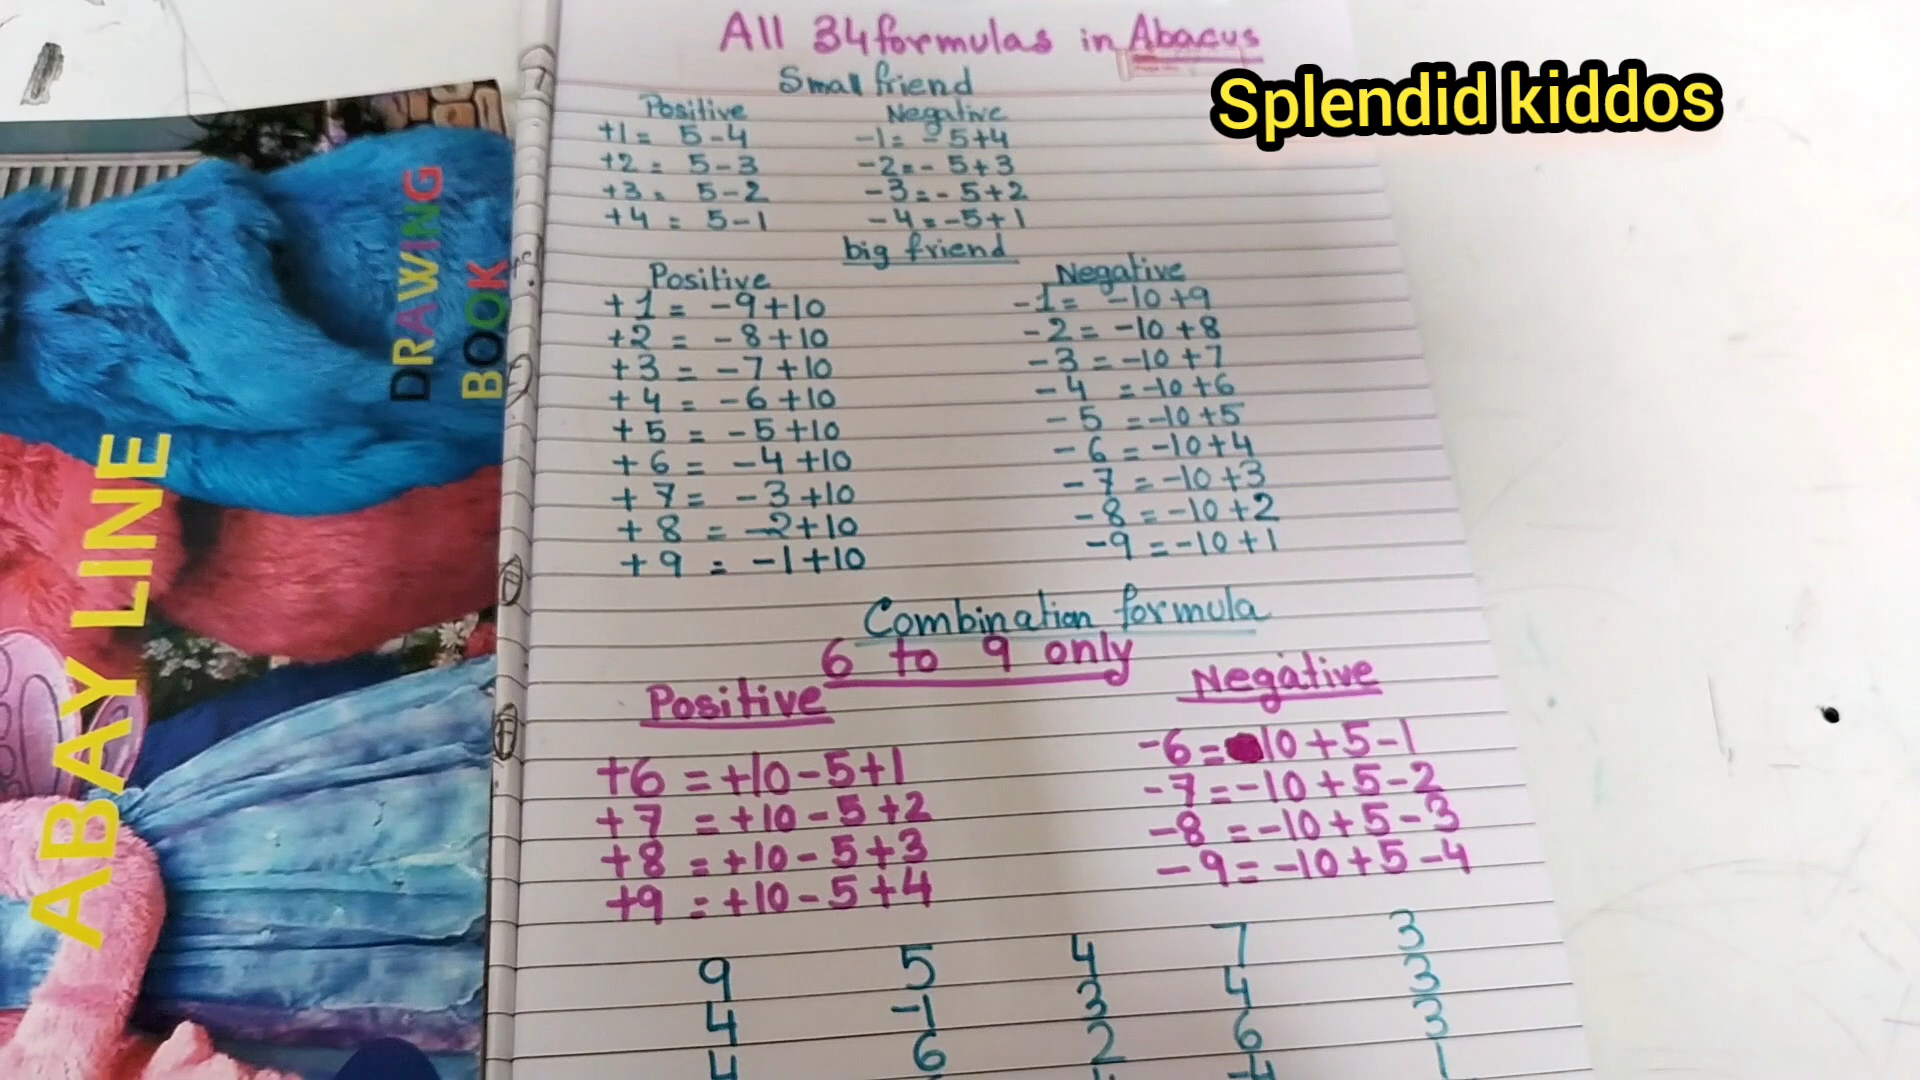 All 34 formulas in Abacus
Splendid kiddos
Small friend
Positive Negative
+1 = 5-4 -1 = -5+4
+2 = 5-3 -2 = -5+3
+3 = 5-2 -3 = -5+2
+4 = 5-1 -4 = -5+1
big friend
Positive Negative
+1 = -9+10 -1 = -10+9
+2 = -8+10 -2 = -10+8
+3 = -7+10 -3 = -10+7
+4 = -6+10 -4 = -10+6
+5 = -5+10 -5 = -10+5
+6 = -4+10 -6 = -10+4
+7 = -3+10 -7 = -10+3
+8 = -2+10 -8 = -10+2
+9 = -1+10 -9 = -10+1
Combination formula
6 to 9 only
Positive Negative
+6 = +10-5+1 -6 = 10+5-1
+7 = +10-5+2 -7 = -10+5-2
+8 = +10-5+3 -8 = -10+5-3
+9 = +10-5+4 -9 = -10+5-4
9 5 4 7 3
4 -1 3 4 3
4 6 2 6 3
-4 1
DRAWING
BOOK
ABAY LINE